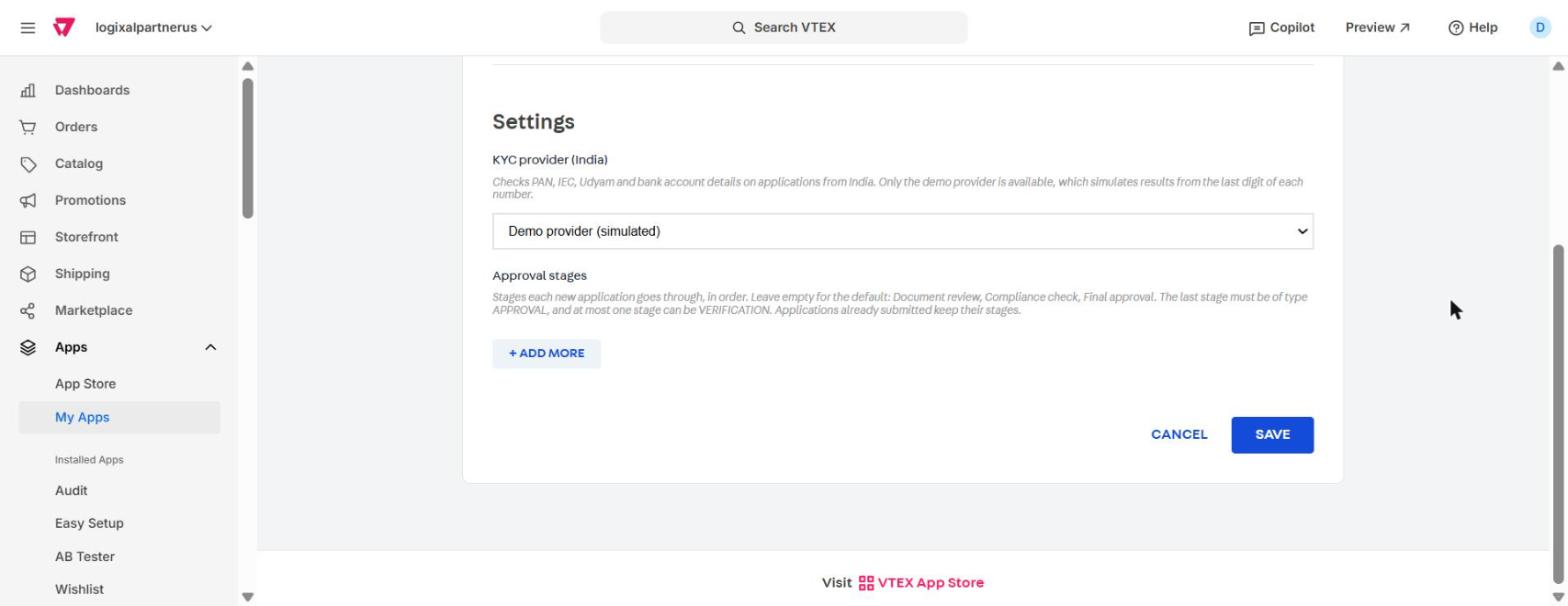 logixalpartnerus
Search VTEX
Copilot
Preview
Help
D
Dashboards
Orders
Catalog
Promotions
Storefront
Shipping
Marketplace
Apps
App Store
My Apps
Installed Apps
Audit
Easy Setup
AB Tester
Wishlist
Settings
KYC provider (India)
Checks PAN, IEC, Udyam and bank account details on applications from India. Only the demo provider is available, which simulates results from the last digit of each
number.
Demo provider (simulated)
Approval stages
Stages each new application goes through, in order. Leave empty for the default: Document review, Compliance check, Final approval. The last stage must be of type
APPROVAL, and at most one stage can be VERIFICATION. Applications already submitted keep their stages.
+ ADD MORE
CANCEL
SAVE
Visit VTEX App Store